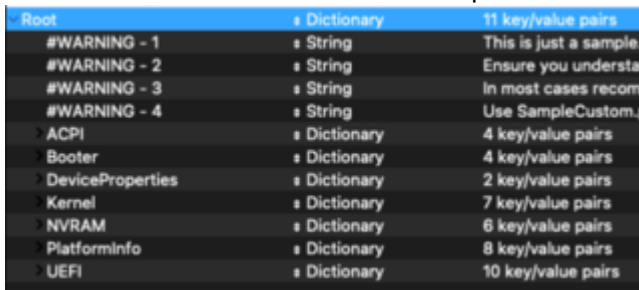 Root Dictionary 11 key/value pairs
#WARNING - 1 String This is just a sample.
#WARNING - 2 String Ensure you understa
#WARNING - 3 String In most cases recom
#WARNING - 4 String Use SampleCustom.
ACPI Dictionary 4 key/value pairs
Booter Dictionary 4 key/value pairs
DeviceProperties Dictionary 2 key/value pairs
Kernel Dictionary 7 key/value pairs
NVRAM Dictionary 6 key/value pairs
PlatformInfo Dictionary 8 key/value pairs
UEFI Dictionary 10 key/value pairs